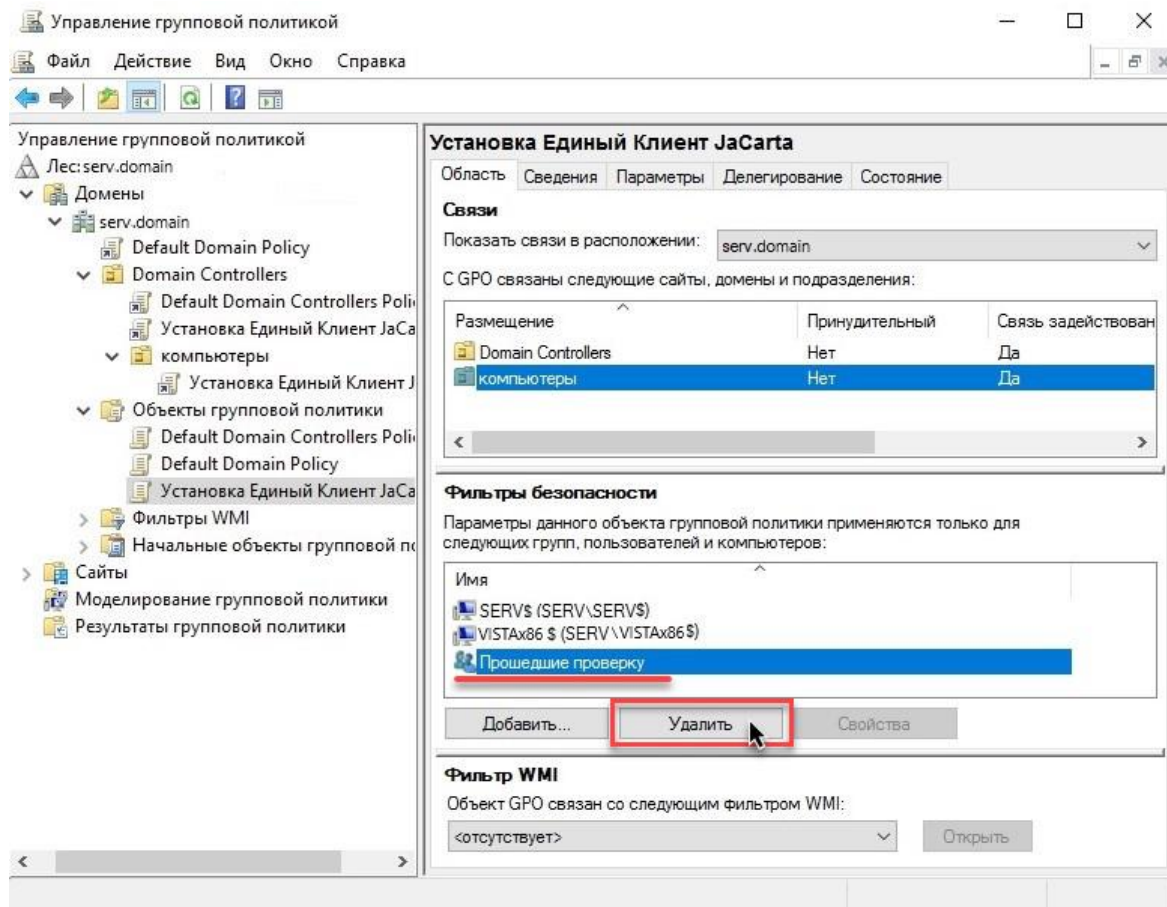 Управление групповой политикой
Файл Действие Вид Окно Справка
Управление групповой политикой
Лес: serv.domain
Домены
serv.domain
Default Domain Policy
Domain Controllers
Default Domain Controllers Poli
Установка Единый Клиент JaCa
компьютеры
Установка Единый Клиент J
Объекты групповой политики
Default Domain Controllers Poli
Default Domain Policy
Установка Единый Клиент JaCa
Фильтры WMI
Начальные объекты групповой по
Сайты
Моделирование групповой политики
Результаты групповой политики
Установка Единый Клиент JaCarta
Область Сведения Параметры Делегирование Состояние
Связи
Показать связи в расположении: serv.domain
С GPO связаны следующие сайты, домены и подразделения:
Размещение Принудительный Связь задействован
Domain Controllers Нет Да
компьютеры Нет Да
Фильтры безопасности
Параметры данного объекта групповой политики применяются только для
следующих групп, пользователей и компьютеров:
Имя
SERV$ (SERV\SERV$)
VISTAx86 $ (SERV\VISTAx86$)
Прошедшие проверку
Добавить... Удалить Свойства
Фильтр WMI
Объект GPO связан со следующим фильтром WMI:
<отсутствует> Открыть